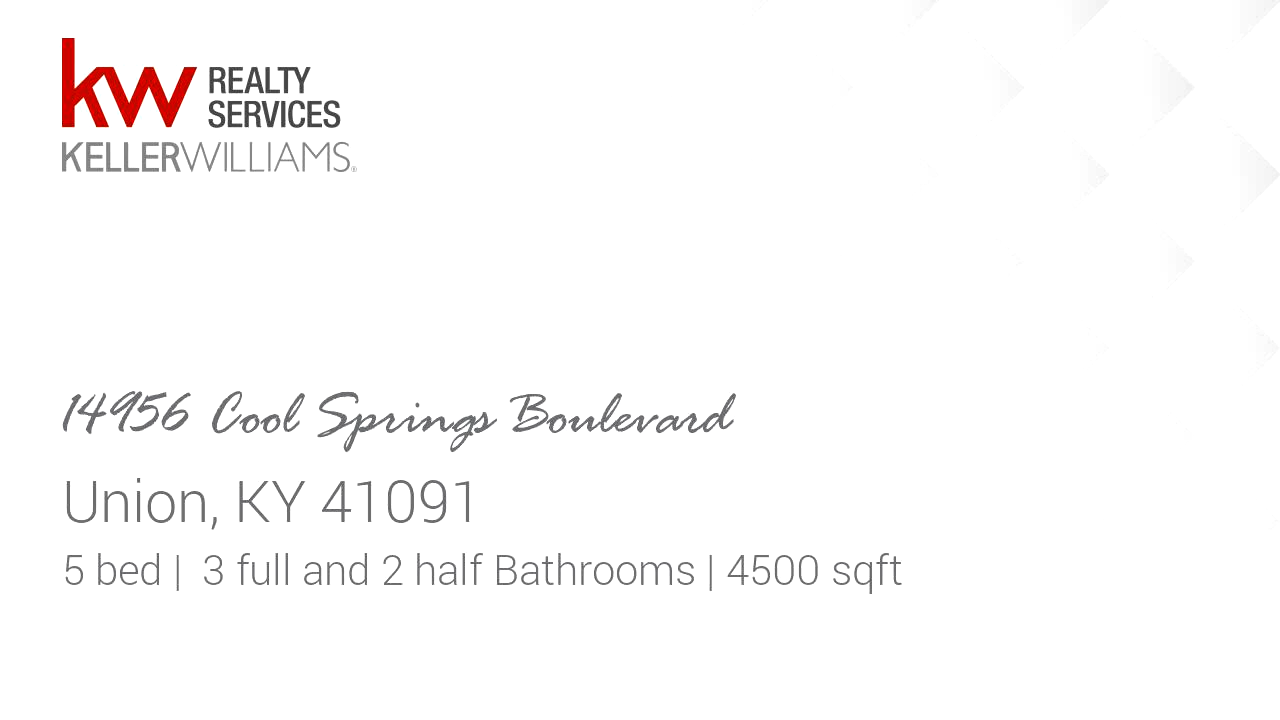 kw REALTY
SERVICES
KELLERWILLIAMS®
14956 Cool Springs Boulevard
Union, KY 41091
5 bed | 3 full and 2 half Bathrooms | 4500 sqft